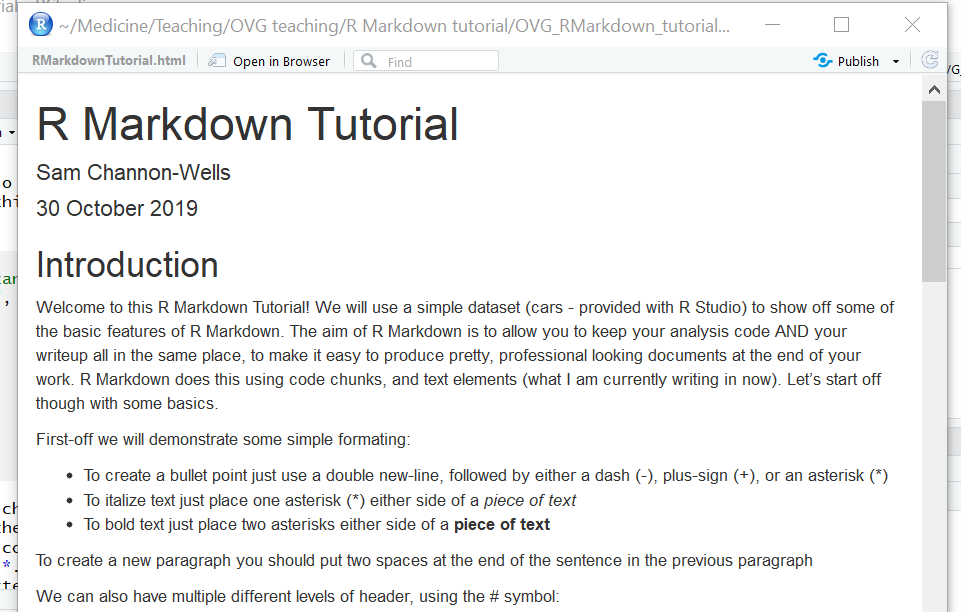 ~/Medicine/Teaching/OVG teaching/R Markdown tutorial/OVG_RMarkdown_tutorial...
RMarkdownTutorial.html Open in Browser Find Publish
R Markdown Tutorial
Sam Channon-Wells
30 October 2019
Introduction
Welcome to this R Markdown Tutorial! We will use a simple dataset (cars - provided with R Studio) to show off some of
the basic features of R Markdown. The aim of R Markdown is to allow you to keep your analysis code AND your
writeup all in the same place, to make it easy to produce pretty, professional looking documents at the end of your
work. R Markdown does this using code chunks, and text elements (what I am currently writing in now). Let's start off
though with some basics.
First-off we will demonstrate some simple formating:
• To create a bullet point just use a double new-line, followed by either a dash (-), plus-sign (+), or an asterisk (*)
• To italize text just place one asterisk (*) either side of a piece of text
• To bold text just place two asterisks either side of a piece of text
To create a new paragraph you should put two spaces at the end of the sentence in the previous paragraph
We can also have multiple different levels of header, using the # symbol: